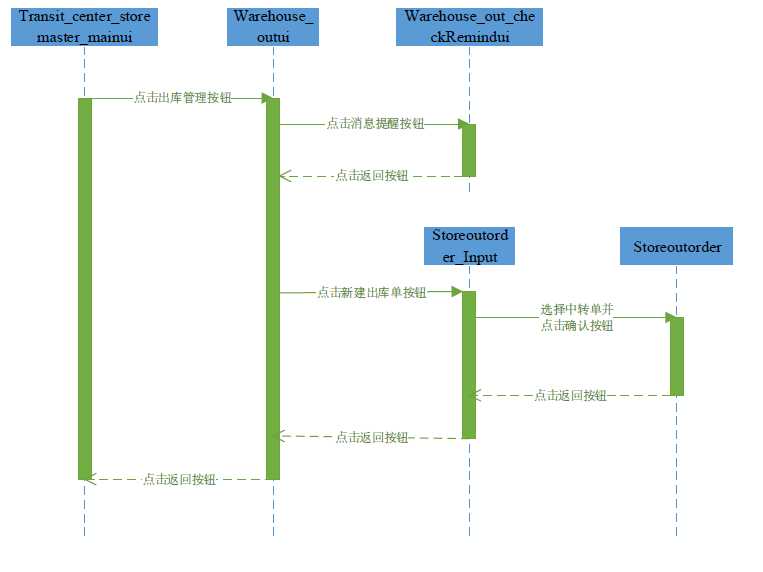 Transit_center_store
master_mainui
Warehouse_
outui
Warehouse_out_che
ckRemindui
点击出库管理按钮
点击消息提醒按钮
点击返回按钮
Storeoutord
er_Input
Storeoutorder
点击新建出库单按钮
选择中转单并
点击确认按钮
点击返回按钮
点击返回按钮
点击返回按钮